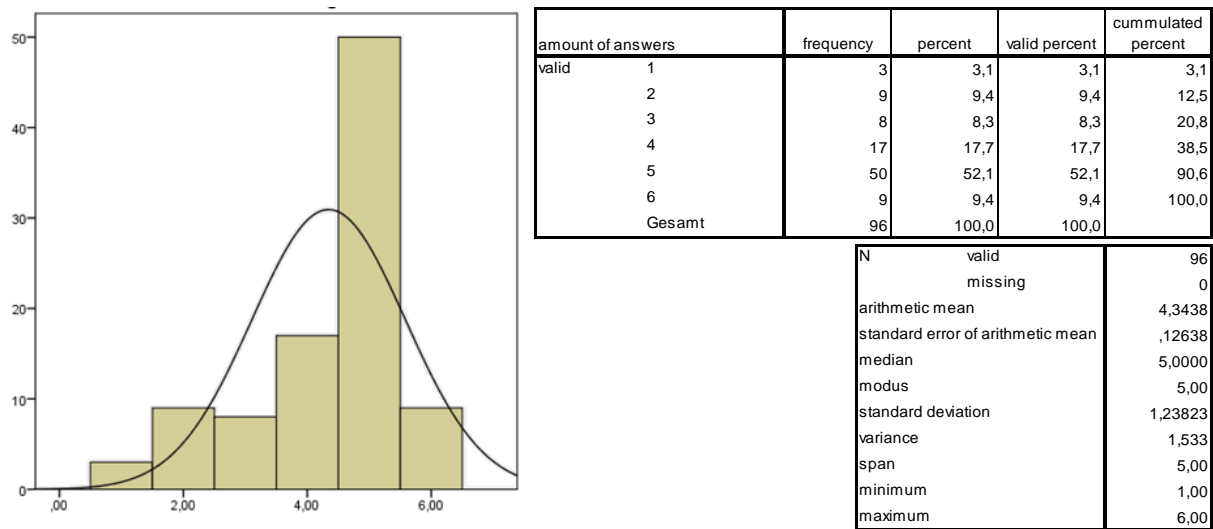 50
40
30
20
10
0
,00 2,00 4,00 6,00
amount of answers frequency percent valid percent cummulated percent
valid 1 3 3,1 3,1 3,1
2 9 9,4 9,4 12,5
3 8 8,3 8,3 20,8
4 17 17,7 17,7 38,5
5 50 52,1 52,1 90,6
6 9 9,4 9,4 100,0
Gesamt 96 100,0 100,0
N valid 96
missing 0
arithmetic mean 4,3438
standard error of arithmetic mean ,12638
median 5,0000
modus 5,00
standard deviation 1,23823
variance 1,533
span 5,00
minimum 1,00
maximum 6,00